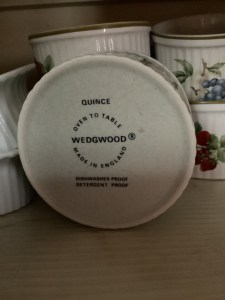 QUINCE
OVEN TO TABLE
WEDGWOOD®
MADE IN ENGLAND
DISHWASHER PROOF
DETERGENT PROOF